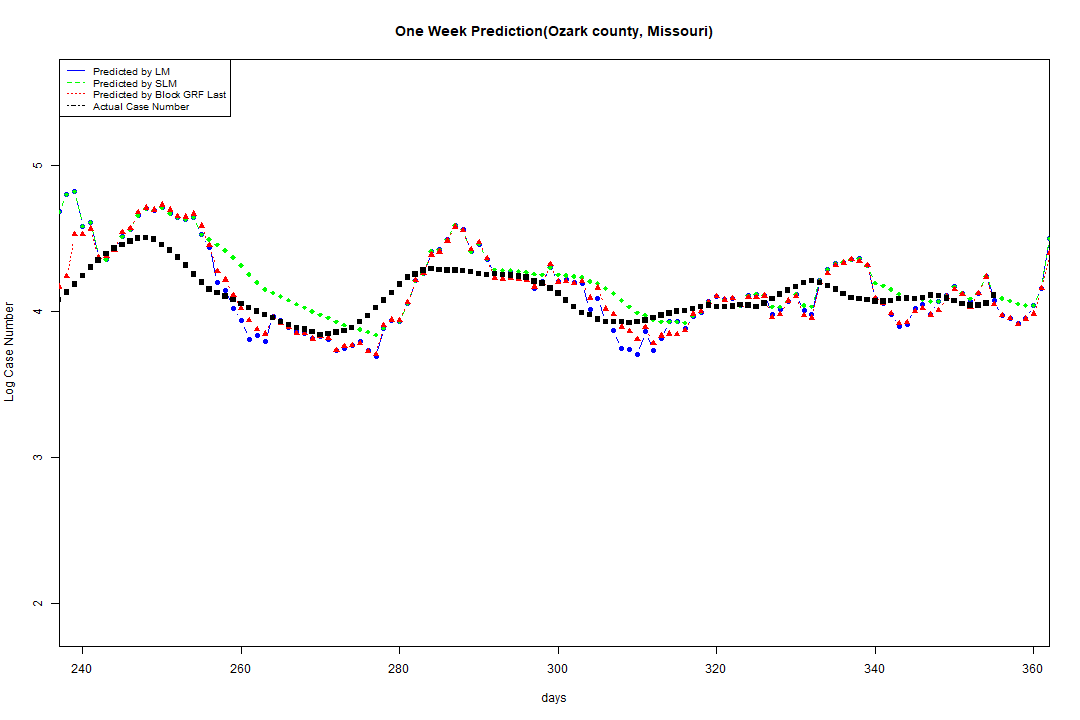 One Week Prediction(Ozark county, Missouri)
Predicted by LM
Predicted by SLM
Predicted by Block GRF Last
Actual Case Number
Log Case Number
5
4
3
2
240 260 280 300 320 340 360
days